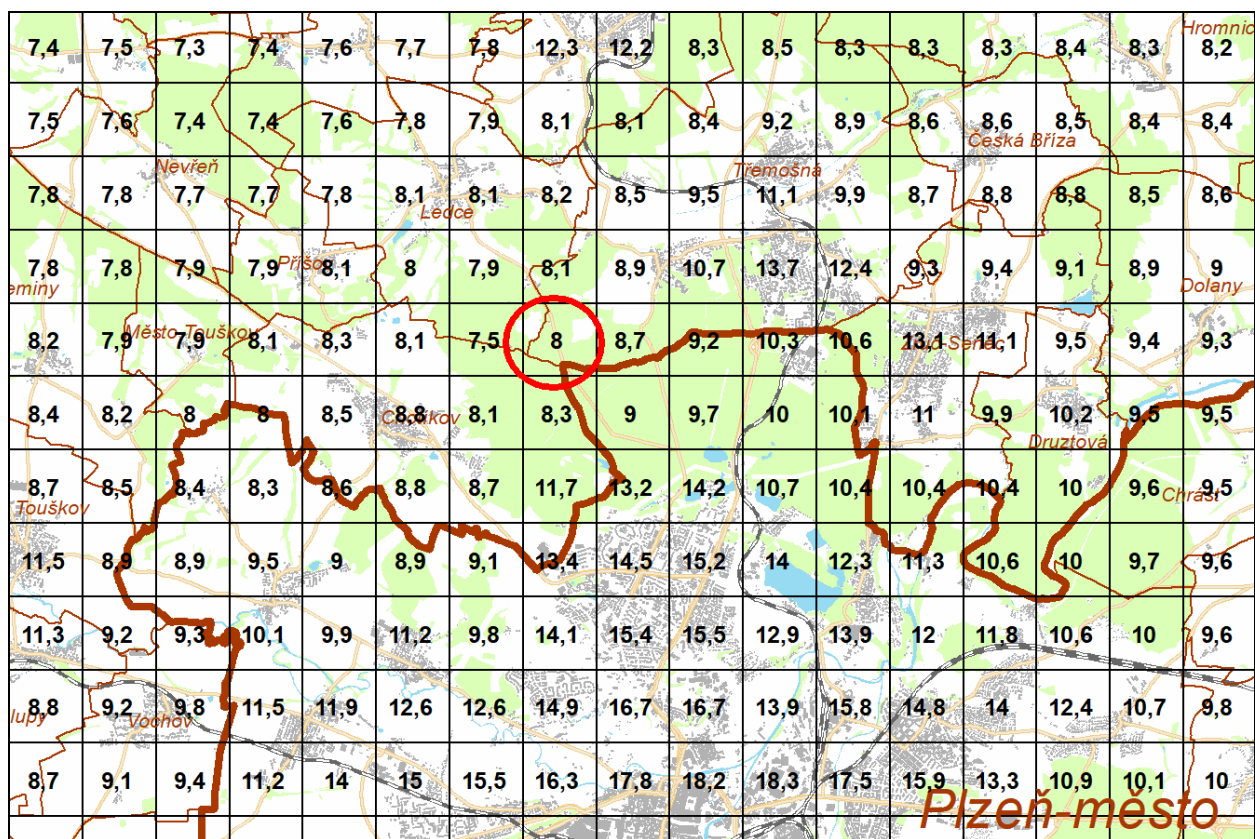 Hromnic
7,4 7,5 7,3 7,4 7,6 7,7 7,8 12,3 12,2 8,3 8,5 8,3 8,3 8,3 8,4 8,3 8,2
7,5 7,6 7,4 7,4 7,6 7,8 7,9 8,1 8,1 8,4 9,2 8,9 8,6 8,6 8,5 8,4 8,4
Česká Bříza
Nevřeň Třemošná
7,8 7,8 7,7 7,7 7,8 8,1 8,1 8,2 8,5 9,5 11,1 9,9 8,7 8,8 8,8 8,5 8,6
Ledce
7,8 7,8 7,9 7,9 8,1 8 7,9 8,1 8,9 10,7 13,7 12,4 9,3 9,4 9,1 8,9 9
eminy Dolany
Město Touškov
8,2 7,9 7,9 8,1 8,3 8,1 7,5 8 8,7 9,2 10,3 10,6 13,1 11,1 9,5 9,4 9,3
8,4 8,2 8 8 8,5 8,8 8,1 8,3 9 9,7 10 10,1 11 9,9 10,2 9,5 9,5
Druztová
8,7 8,5 8,4 8,3 8,6 8,8 8,7 11,7 13,2 14,2 10,7 10,4 10,4 10,4 10 9,6 9,5
Touškov Chrást
11,5 8,9 8,9 9,5 9 8,9 9,1 13,4 14,5 15,2 14 12,3 11,3 10,6 10 9,7 9,6
11,3 9,2 9,3 10,1 9,9 11,2 9,8 14,1 15,4 15,5 12,9 13,9 12 11,8 10,6 10 9,6
8,8 9,2 9,8 11,5 11,9 12,6 12,6 14,9 16,7 16,7 13,9 15,8 14,8 14 12,4 10,7 9,8
lupy Vochov
8,7 9,1 9,4 11,2 14 15 15,5 16,3 17,8 18,2 18,3 17,5 15,9 13,3 10,9 10,1 10
Plzeň-město